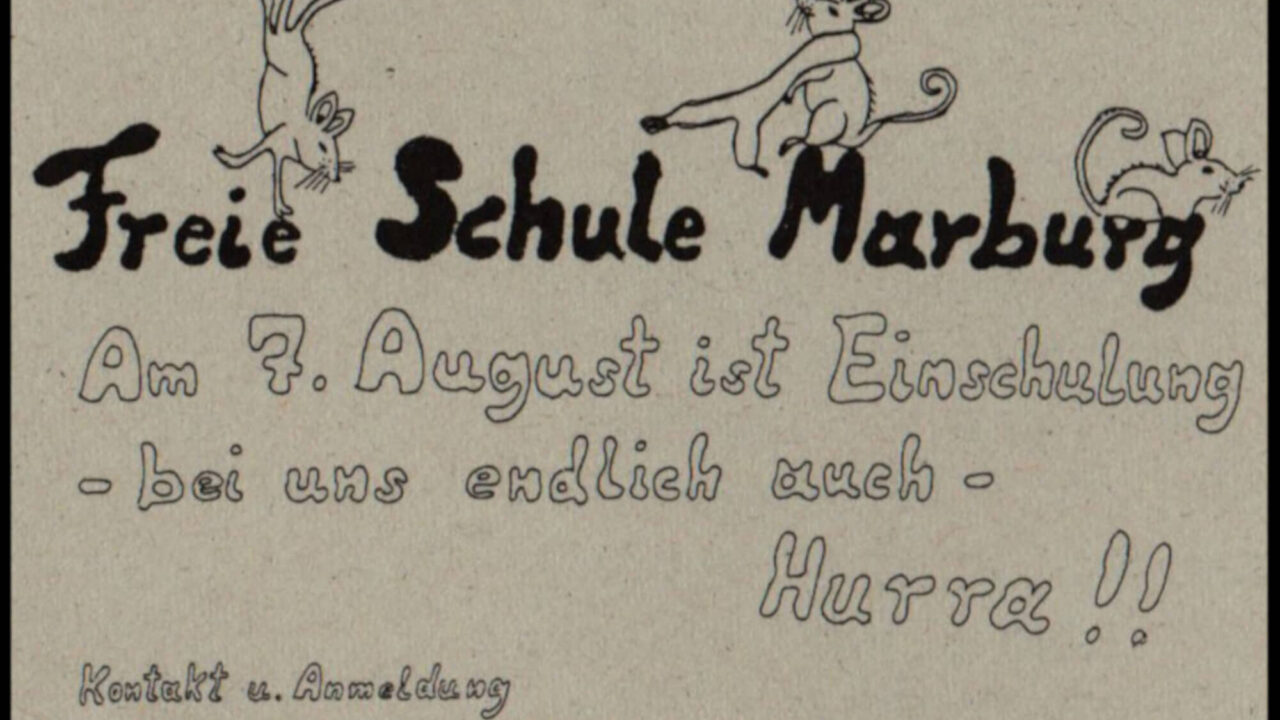 Freie Schule Marburg
Am 7. August ist Einschulung
- bei uns endlich auch -
Hurra!!
Kontakt u. Anmeldung